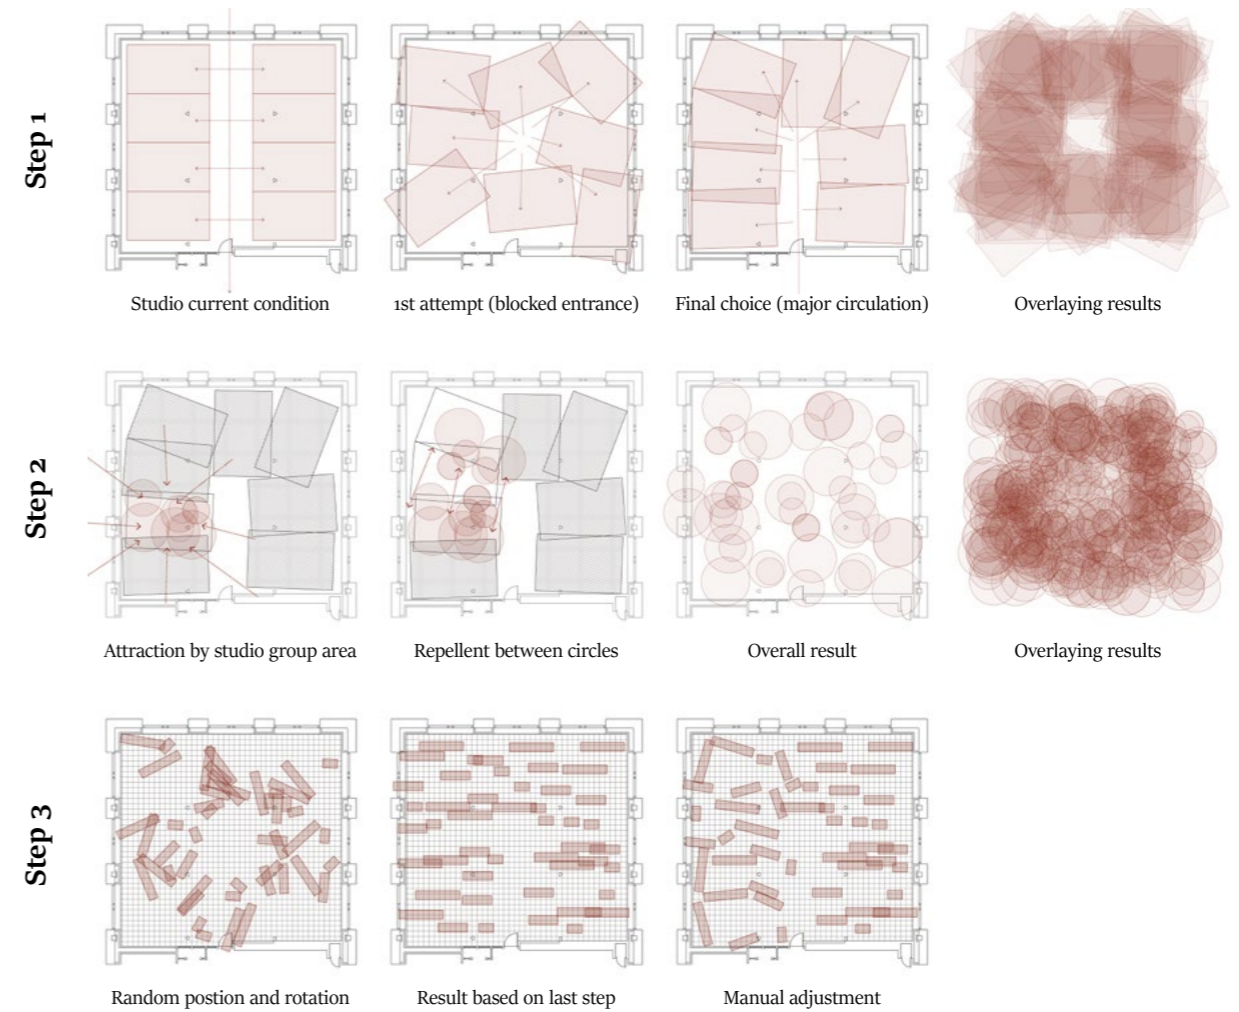 Step 1
Studio current condition
1st attempt (blocked entrance)
Final choice (major circulation)
Overlaying results
Step 2
Attraction by studio group area
Repellent between circles
Overall result
Overlaying results
Step 3
Random postion and rotation
Result based on last step
Manual adjustment